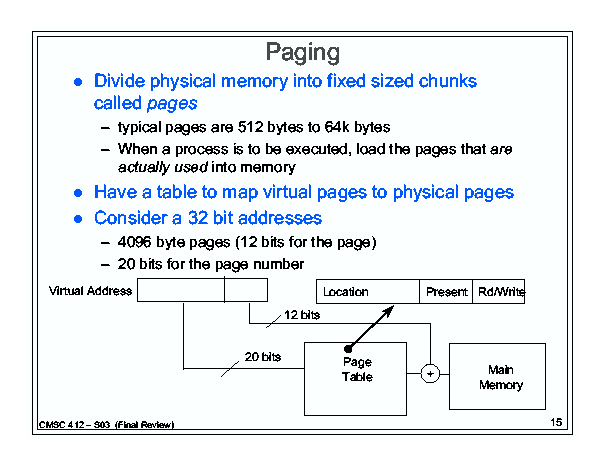 Paging
● Divide physical memory into fixed sized chunks
called pages
– typical pages are 512 bytes to 64k bytes
– When a process is to be executed, load the pages that are
actually used into memory
● Have a table to map virtual pages to physical pages
● Consider a 32 bit addresses
– 4096 byte pages (12 bits for the page)
– 20 bits for the page number
Virtual Address
Location Present Rd/Write
12 bits
20 bits
Page
Table
+
Main
Memory
CMSC 412 – S03 (Final Review)
15